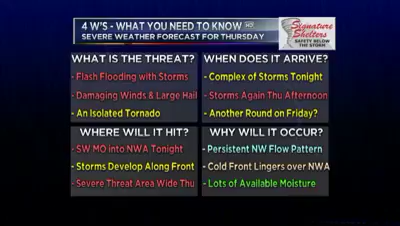 4 W'S - WHAT YOU NEED TO KNOW HD
SEVERE WEATHER FORECAST FOR THURSDAY
Signature
Shelters
SAFETY BELOW
THE STORM
WHAT IS THE THREAT?
- Flash Flooding with Storms
- Damaging Winds & Large Hail
- An Isolated Tornado
WHEN DOES IT ARRIVE?
- Complex of Storms Tonight
- Storms Again Thu Afternoon
- Another Round on Friday?
WHERE WILL IT HIT?
- SW MO into NWA Tonight
- Storms Develop Along Front
- Severe Threat Area Wide Thu
WHY WILL IT OCCUR?
- Persistent NW Flow Pattern
- Cold Front Lingers over NWA
- Lots of Available Moisture